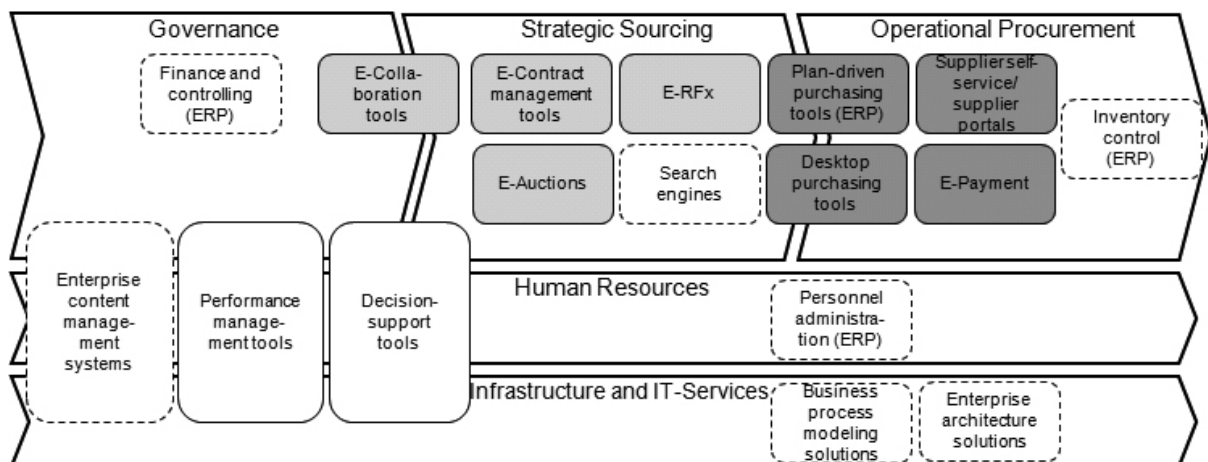 Governance
Strategic Sourcing
Operational Procurement
Finance and
controlling
(ERP)
E-Colla-
boration
tools
E-Contract
management
tools
E-RFx
Plan-driven
purchasing
tools (ERP)
Supplier self-
service/
supplier
portals
Inventory
control
(ERP)
E-Auctions
Search
engines
Desktop
purchasing
tools
E-Payment
Enterprise
content
manage-
ment
systems
Performance
manage-
ment tools
Decision-
support
tools
Human Resources
Personnel
administra-
tion (ERP)
Infrastructure and IT-Services
Business
process
modeling
solutions
Enterprise
architecture
solutions